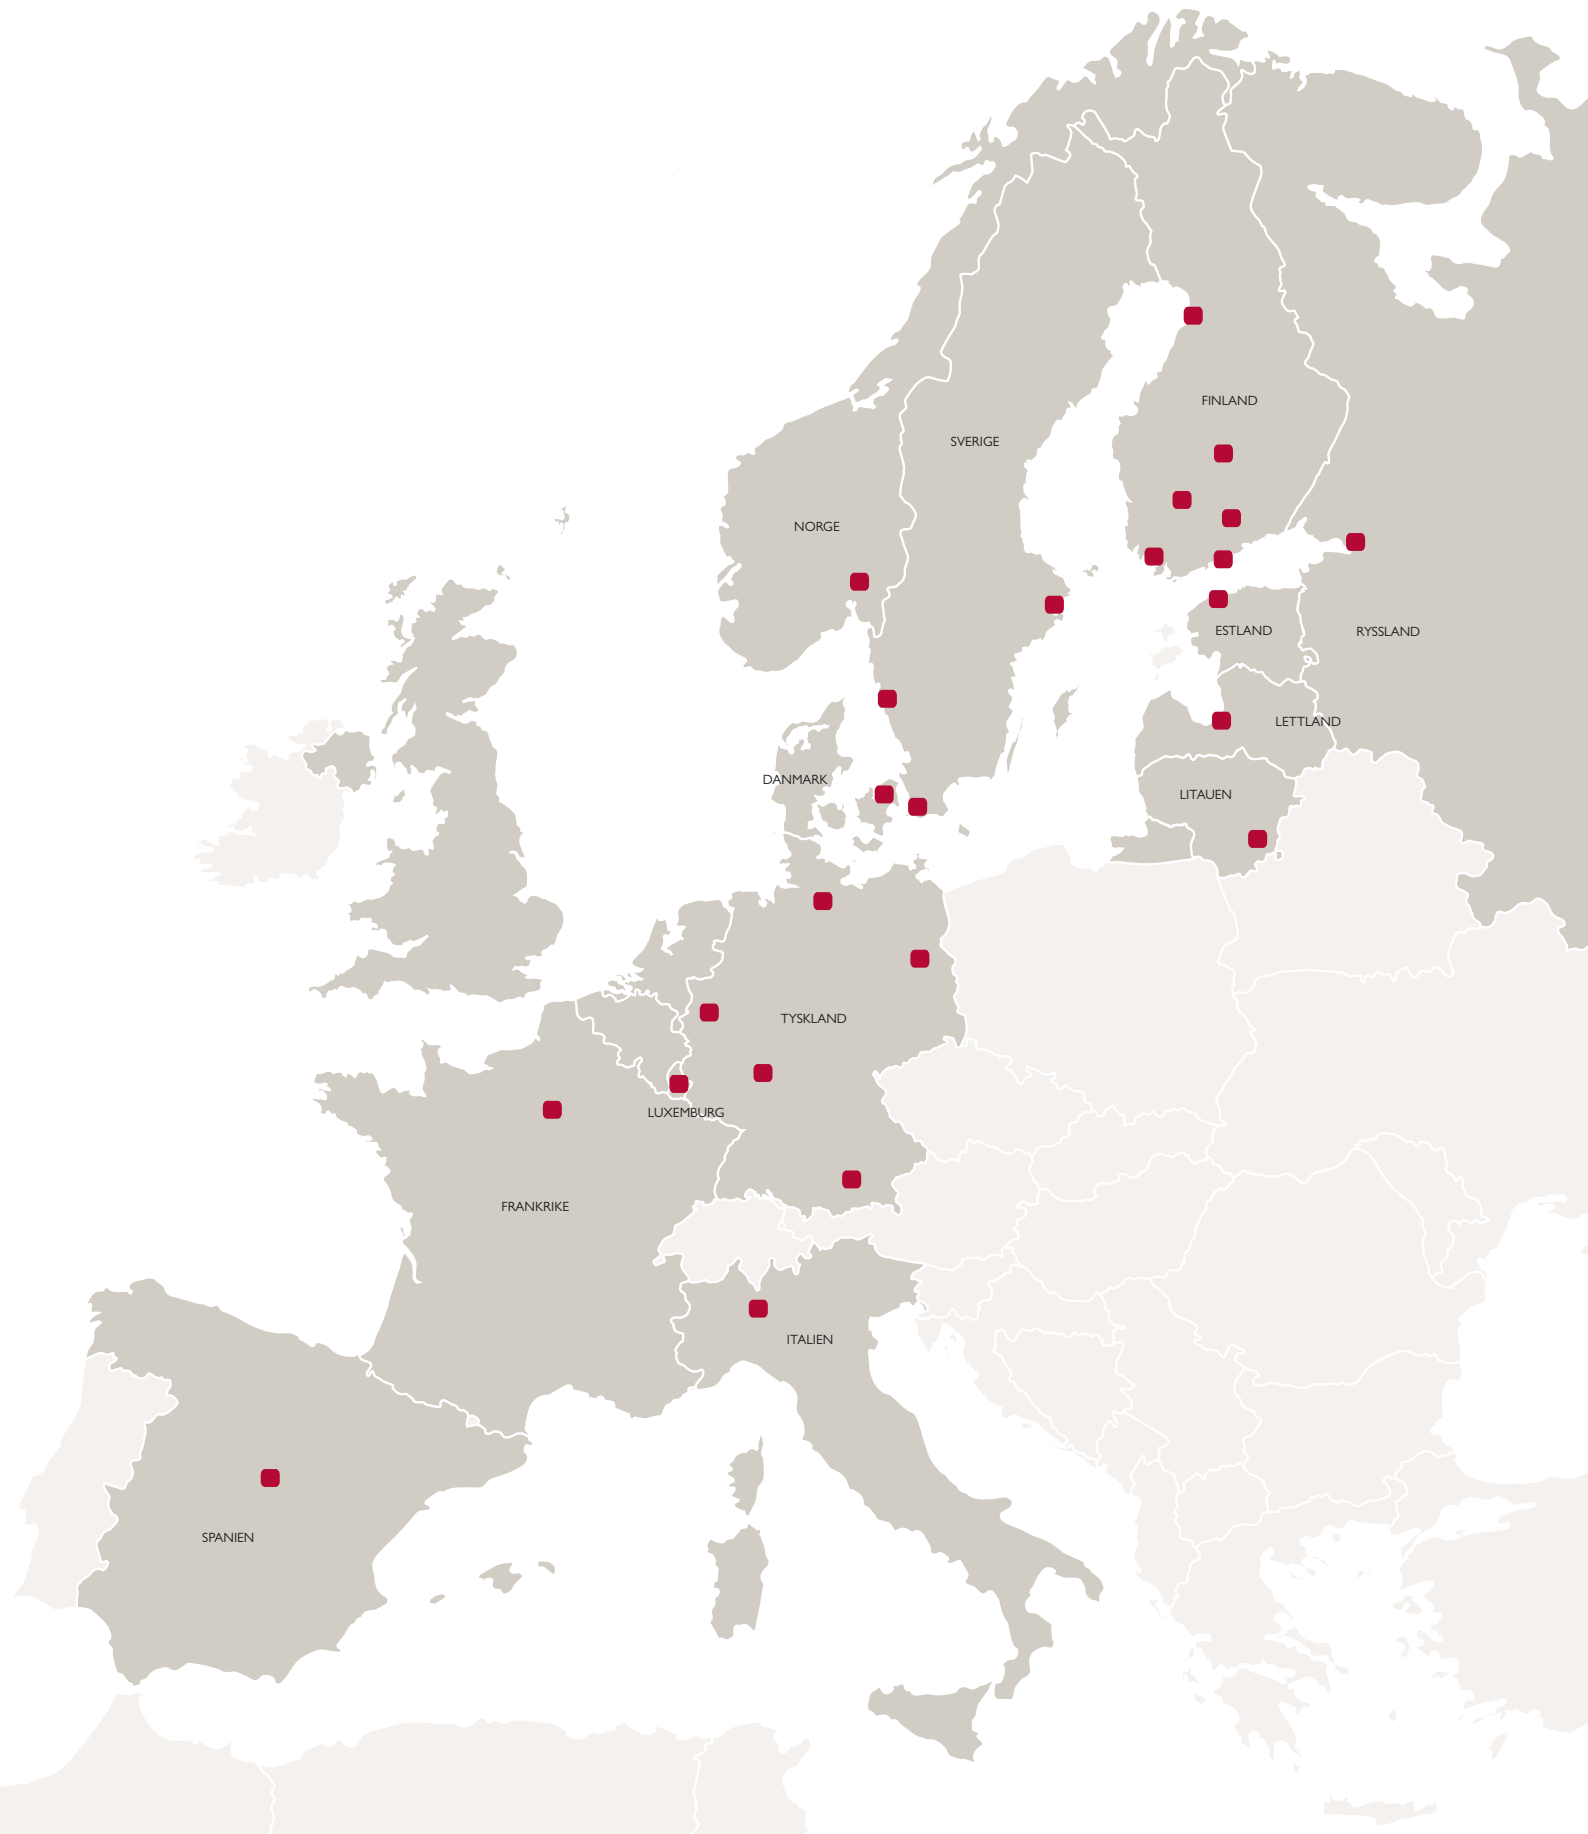 FINLAND
SVERIGE
NORGE
ESTLAND
RYSSLAND
LETTLAND
DANMARK
LITAUEN
TYSKLAND
LUXEMBURG
FRANKRIKE
ITALIEN
SPANIEN